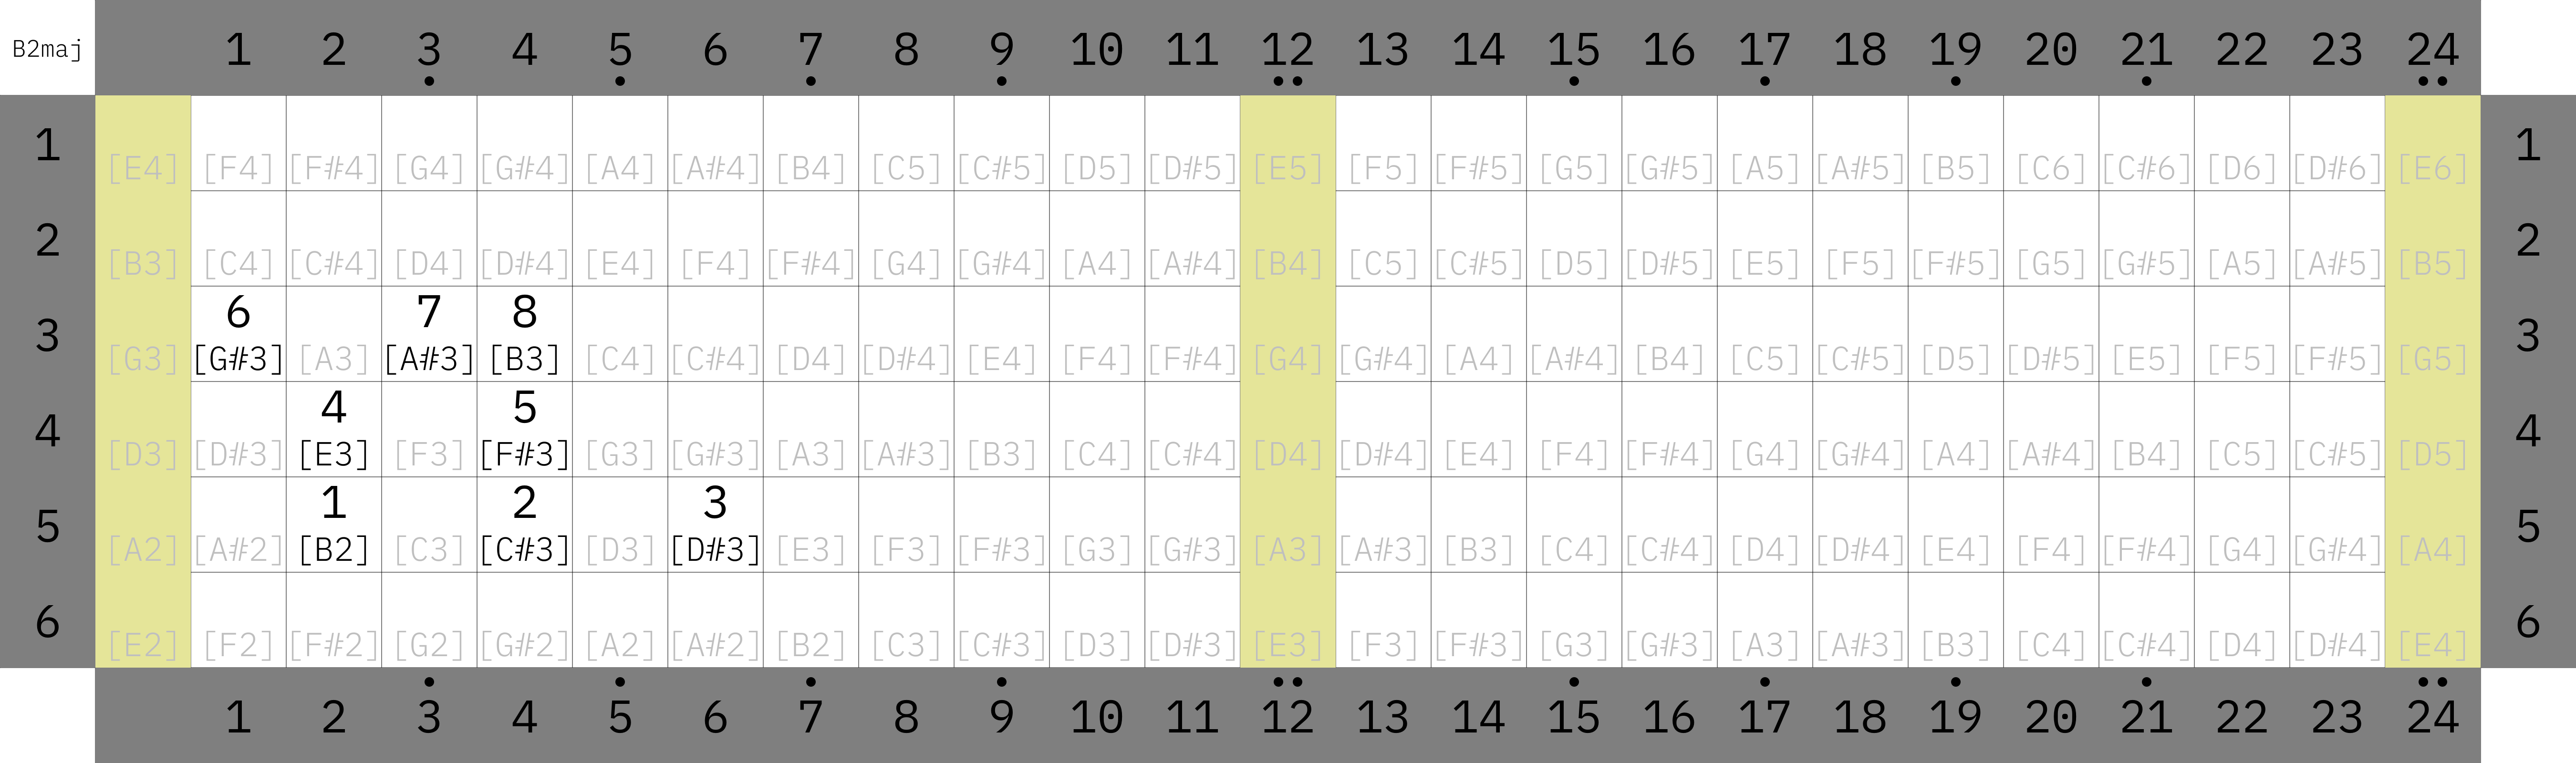 B2maj 1 2 3 4 5 6 7 8 9 10 11 12 13 14 15 16 17 18 19 20 21 22 23 24
1 [E4] [F4] [F#4] [G4] [G#4] [A4] [A#4] [B4] [C5] [C#5] [D5] [D#5] [E5] [F5] [F#5] [G5] [G#5] [A5] [A#5] [B5] [C6] [C#6] [D6] [D#6] [E6] 1
2 [B3] [C4] [C#4] [D4] [D#4] [E4] [F4] [F#4] [G4] [G#4] [A4] [A#4] [B4] [C5] [C#5] [D5] [D#5] [E5] [F5] [F#5] [G5] [G#5] [A5] [A#5] [B5] 2
6 7 8
3 [G3] [G#3] [A3] [A#3] [B3] [C4] [C#4] [D4] [D#4] [E4] [F4] [F#4] [G4] [G#4] [A4] [A#4] [B4] [C5] [C#5] [D5] [D#5] [E5] [F5] [F#5] [G5] 3
4 5
4 [D3] [D#3] [E3] [F3] [F#3] [G3] [G#3] [A3] [A#3] [B3] [C4] [C#4] [D4] [D#4] [E4] [F4] [F#4] [G4] [G#4] [A4] [A#4] [B4] [C5] [C#5] [D5] 4
1 2 3
5 [A2] [A#2] [B2] [C3] [C#3] [D3] [D#3] [E3] [F3] [F#3] [G3] [G#3] [A3] [A#3] [B3] [C4] [C#4] [D4] [D#4] [E4] [F4] [F#4] [G4] [G#4] [A4] 5
6 [E2] [F2] [F#2] [G2] [G#2] [A2] [A#2] [B2] [C3] [C#3] [D3] [D#3] [E3] [F3] [F#3] [G3] [G#3] [A3] [A#3] [B3] [C4] [C#4] [D4] [D#4] [E4] 6
1 2 3 4 5 6 7 8 9 10 11 12 13 14 15 16 17 18 19 20 21 22 23 24